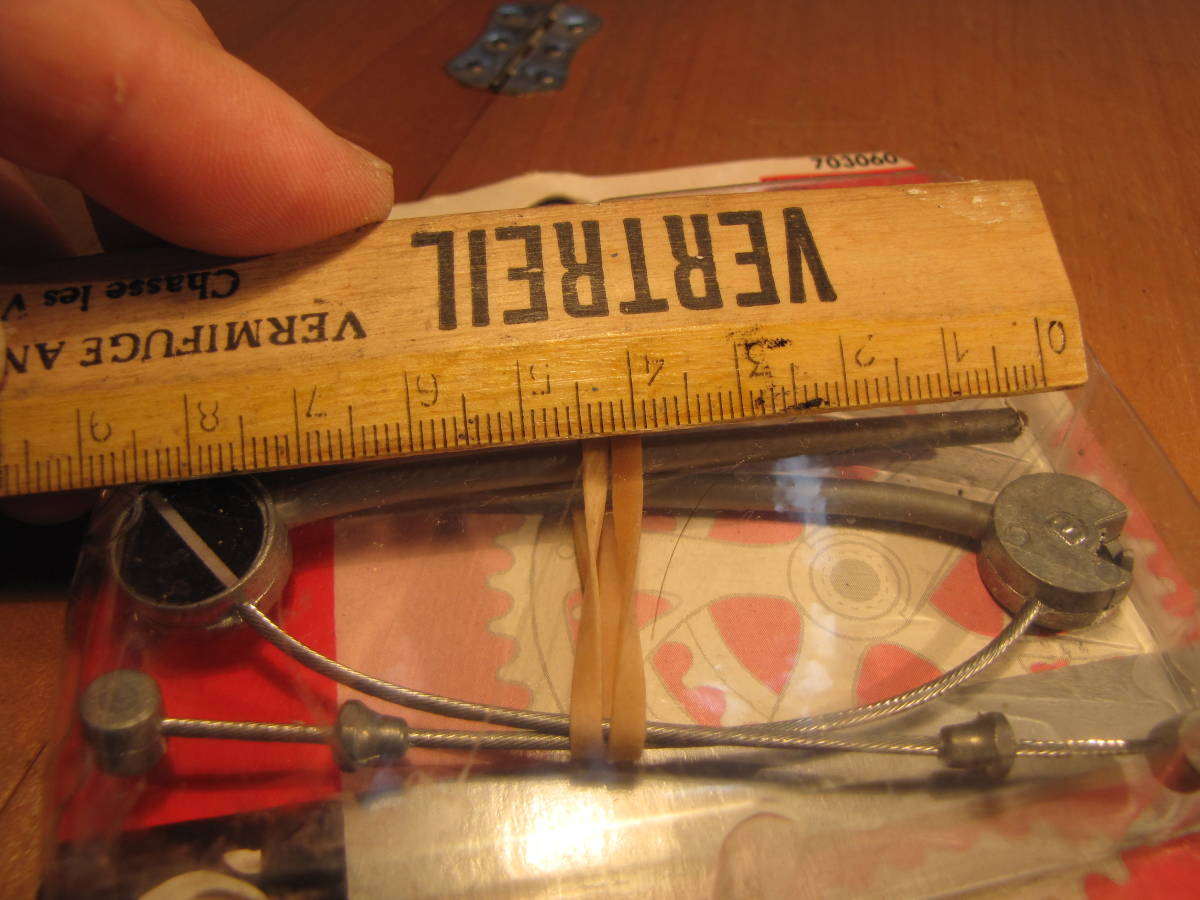 703060
VERTREIL
Chasse les V
VERMIFUGE AN
0 1 2 3 4 5 6 7 8 9
B